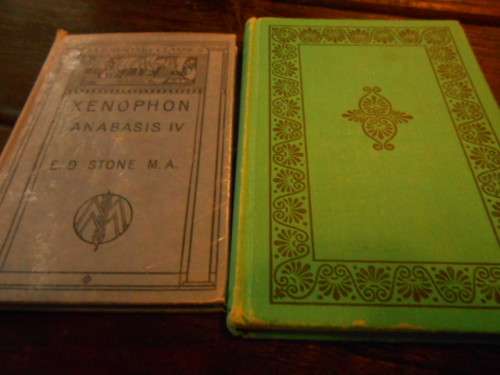 XENOPHON
ANABASIS IV
E. D. STONE M. A.